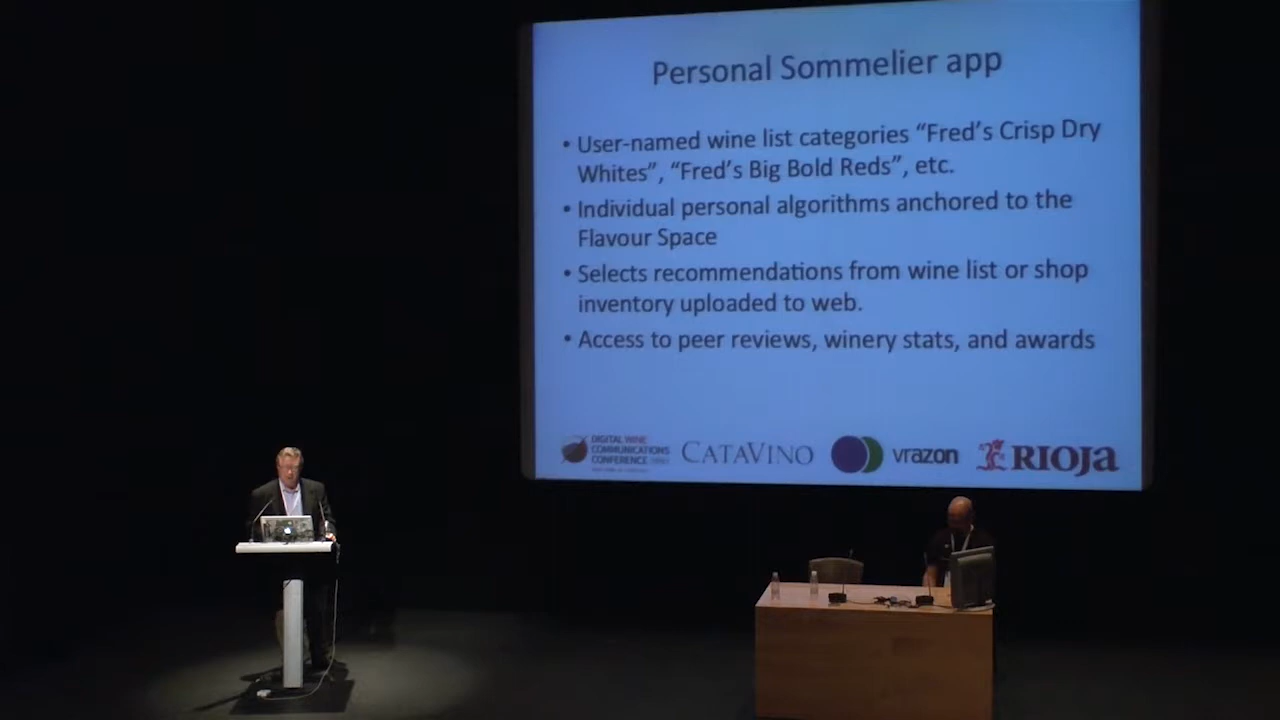 Personal Sommelier app
• User-named wine list categories “Fred’s Crisp Dry
Whites”, “Fred’s Big Bold Reds”, etc.
• Individual personal algorithms anchored to the
Flavour Space
• Selects recommendations from wine list or shop
inventory uploaded to web.
• Access to peer reviews, winery stats, and awards
DIGITAL WINE
COMMUNICATIONS
CONFERENCE
CATAVINO
vrazon
RIOJA